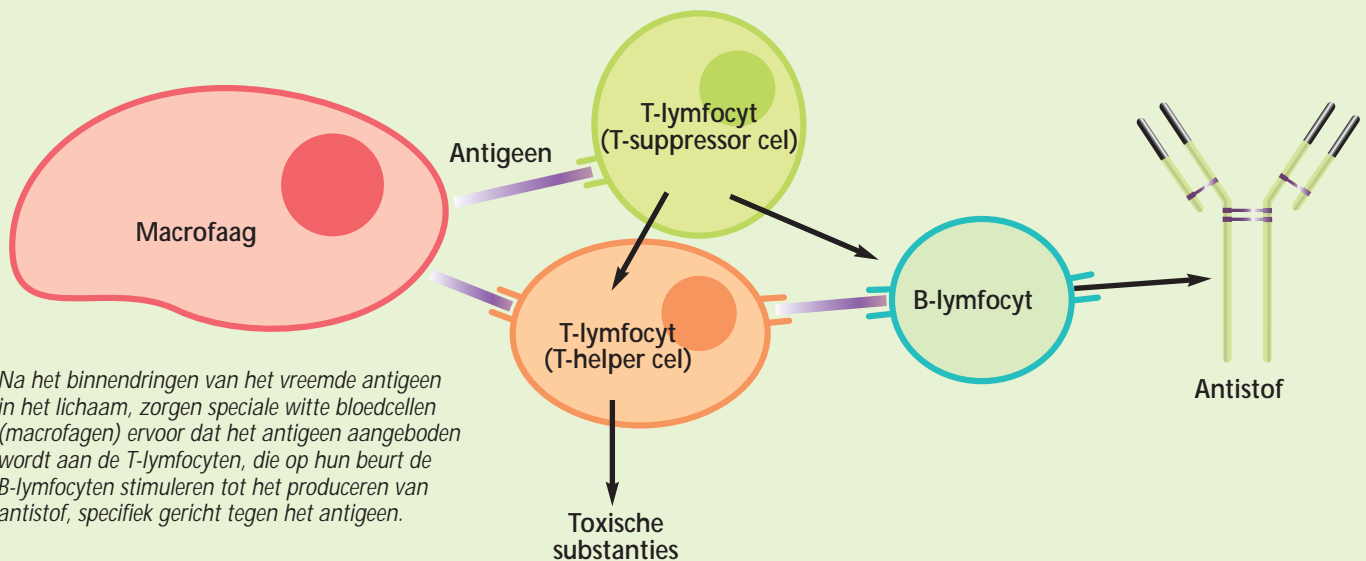 T-lymfocyt
(T-suppressor cel)
Antigeen
Macrofaag
B-lymfocyt
T-lymfocyt
(T-helper cel)
Antistof
Na het binnendringen van het vreemde antigeen
in het lichaam, zorgen speciale witte bloedcellen
(macrofagen) ervoor dat het antigeen aangeboden
wordt aan de T-lymfocyten, die op hun beurt de
B-lymfocyten stimuleren tot het produceren van
antistof, specifiek gericht tegen het antigeen.
Toxische
substanties